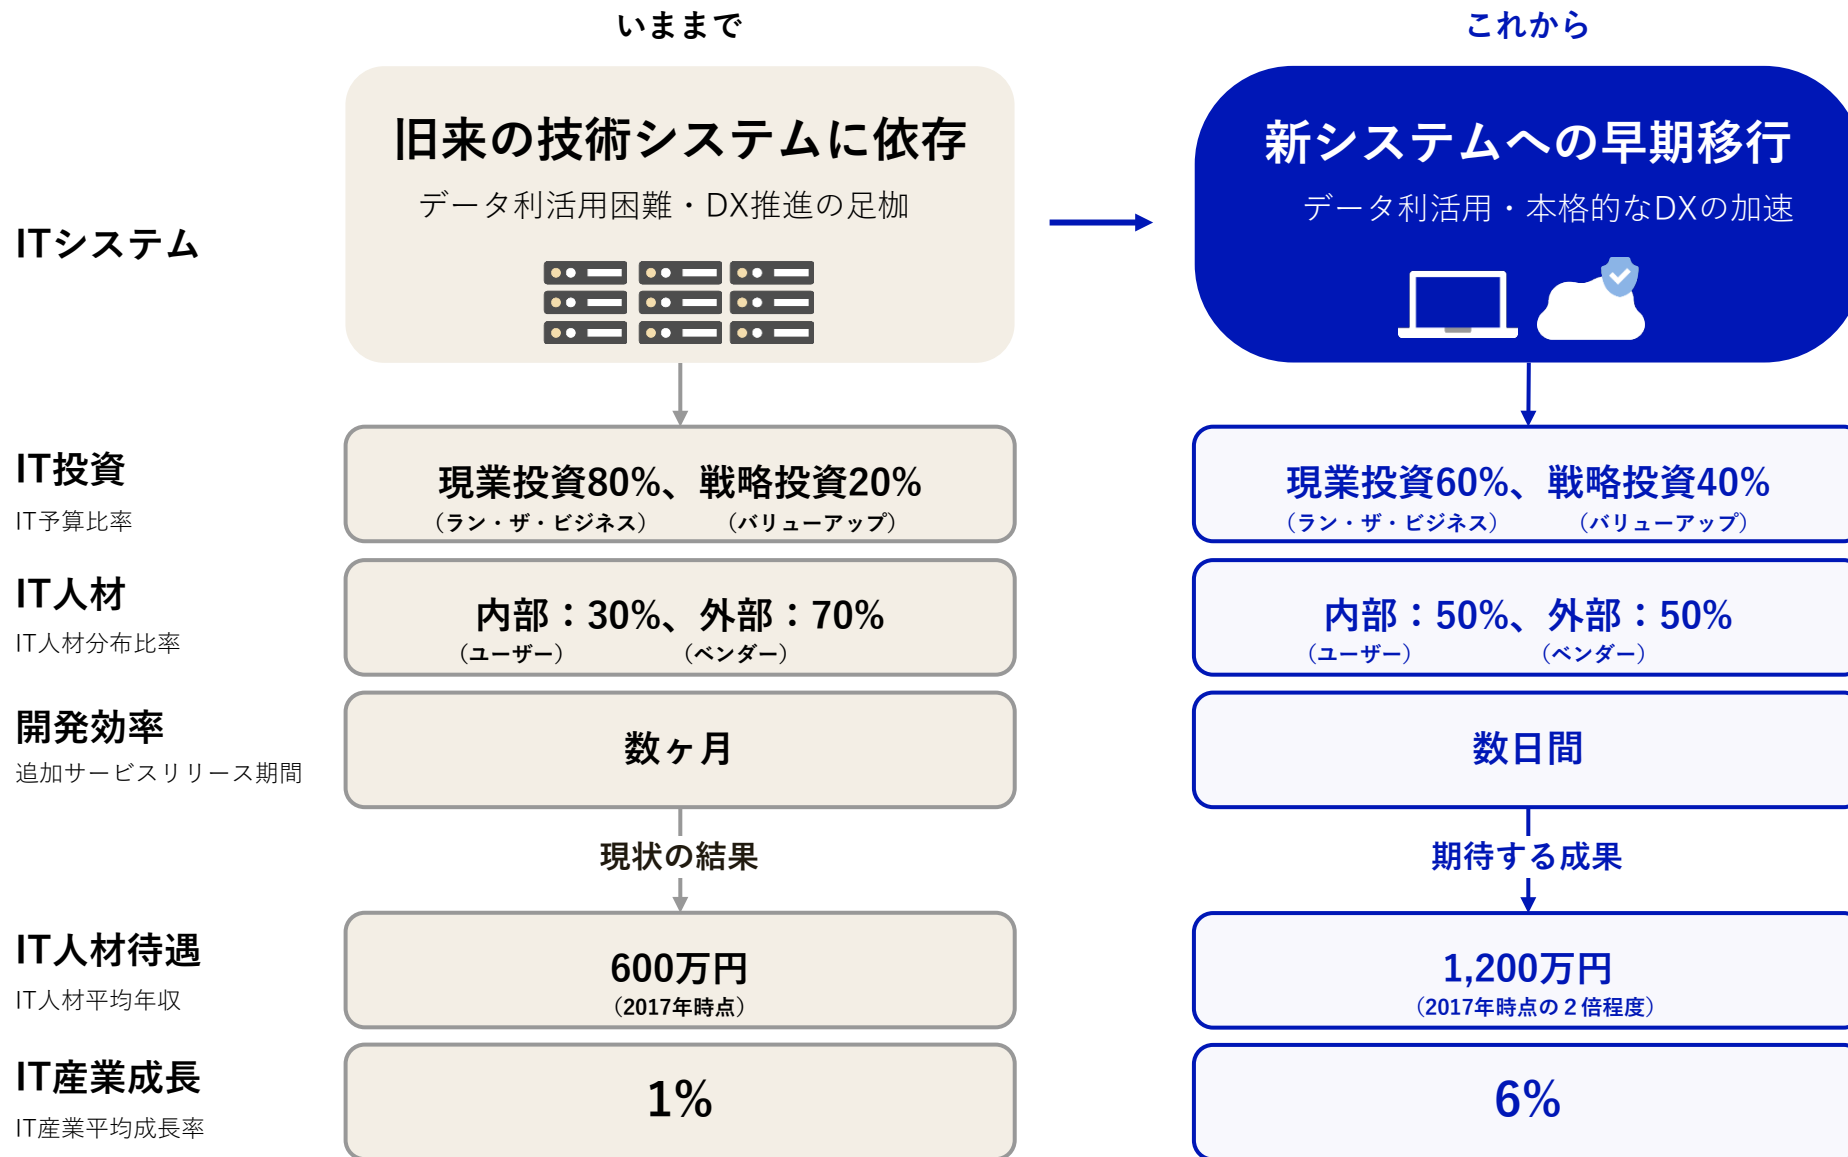 いままで
これから
ITシステム
旧来の技術システムに依存
データ利活用困難・DX推進の足枷
新システムへの早期移行
データ利活用・本格的なDXの加速
IT投資
IT予算比率
現業投資80%、戦略投資20%
（ラン・ザ・ビジネス） （バリューアップ）
現業投資60%、戦略投資40%
（ラン・ザ・ビジネス） （バリューアップ）
IT人材
IT人材分布比率
内部：30%、外部：70%
（ユーザー） （ベンダー）
内部：50%、外部：50%
（ユーザー） （ベンダー）
開発効率
追加サービスリリース期間
数ヶ月
数日間
現状の結果
期待する成果
IT人材待遇
IT人材平均年収
600万円
（2017年時点）
1,200万円
（2017年時点の２倍程度）
IT産業成長
IT産業平均成長率
1%
6%